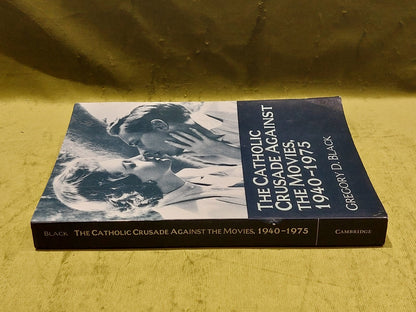 THE CATHOLIC
CRUSADE AGAINST
THE MOVIES,
1940–1975
GREGORY D. BLACK
BLACK THE CATHOLIC CRUSADE AGAINST THE MOVIES, 1940–1975 CAMBRIDGE